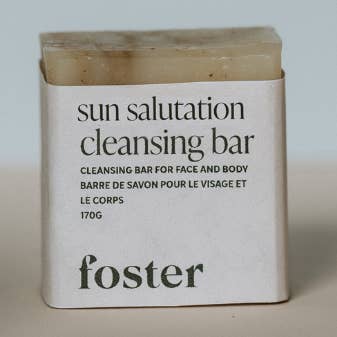 sun salutation
cleansing bar
CLEANSING BAR FOR FACE AND BODY
BARRE DE SAVON POUR LE VISAGE ET
LE CORPS
170G
foster